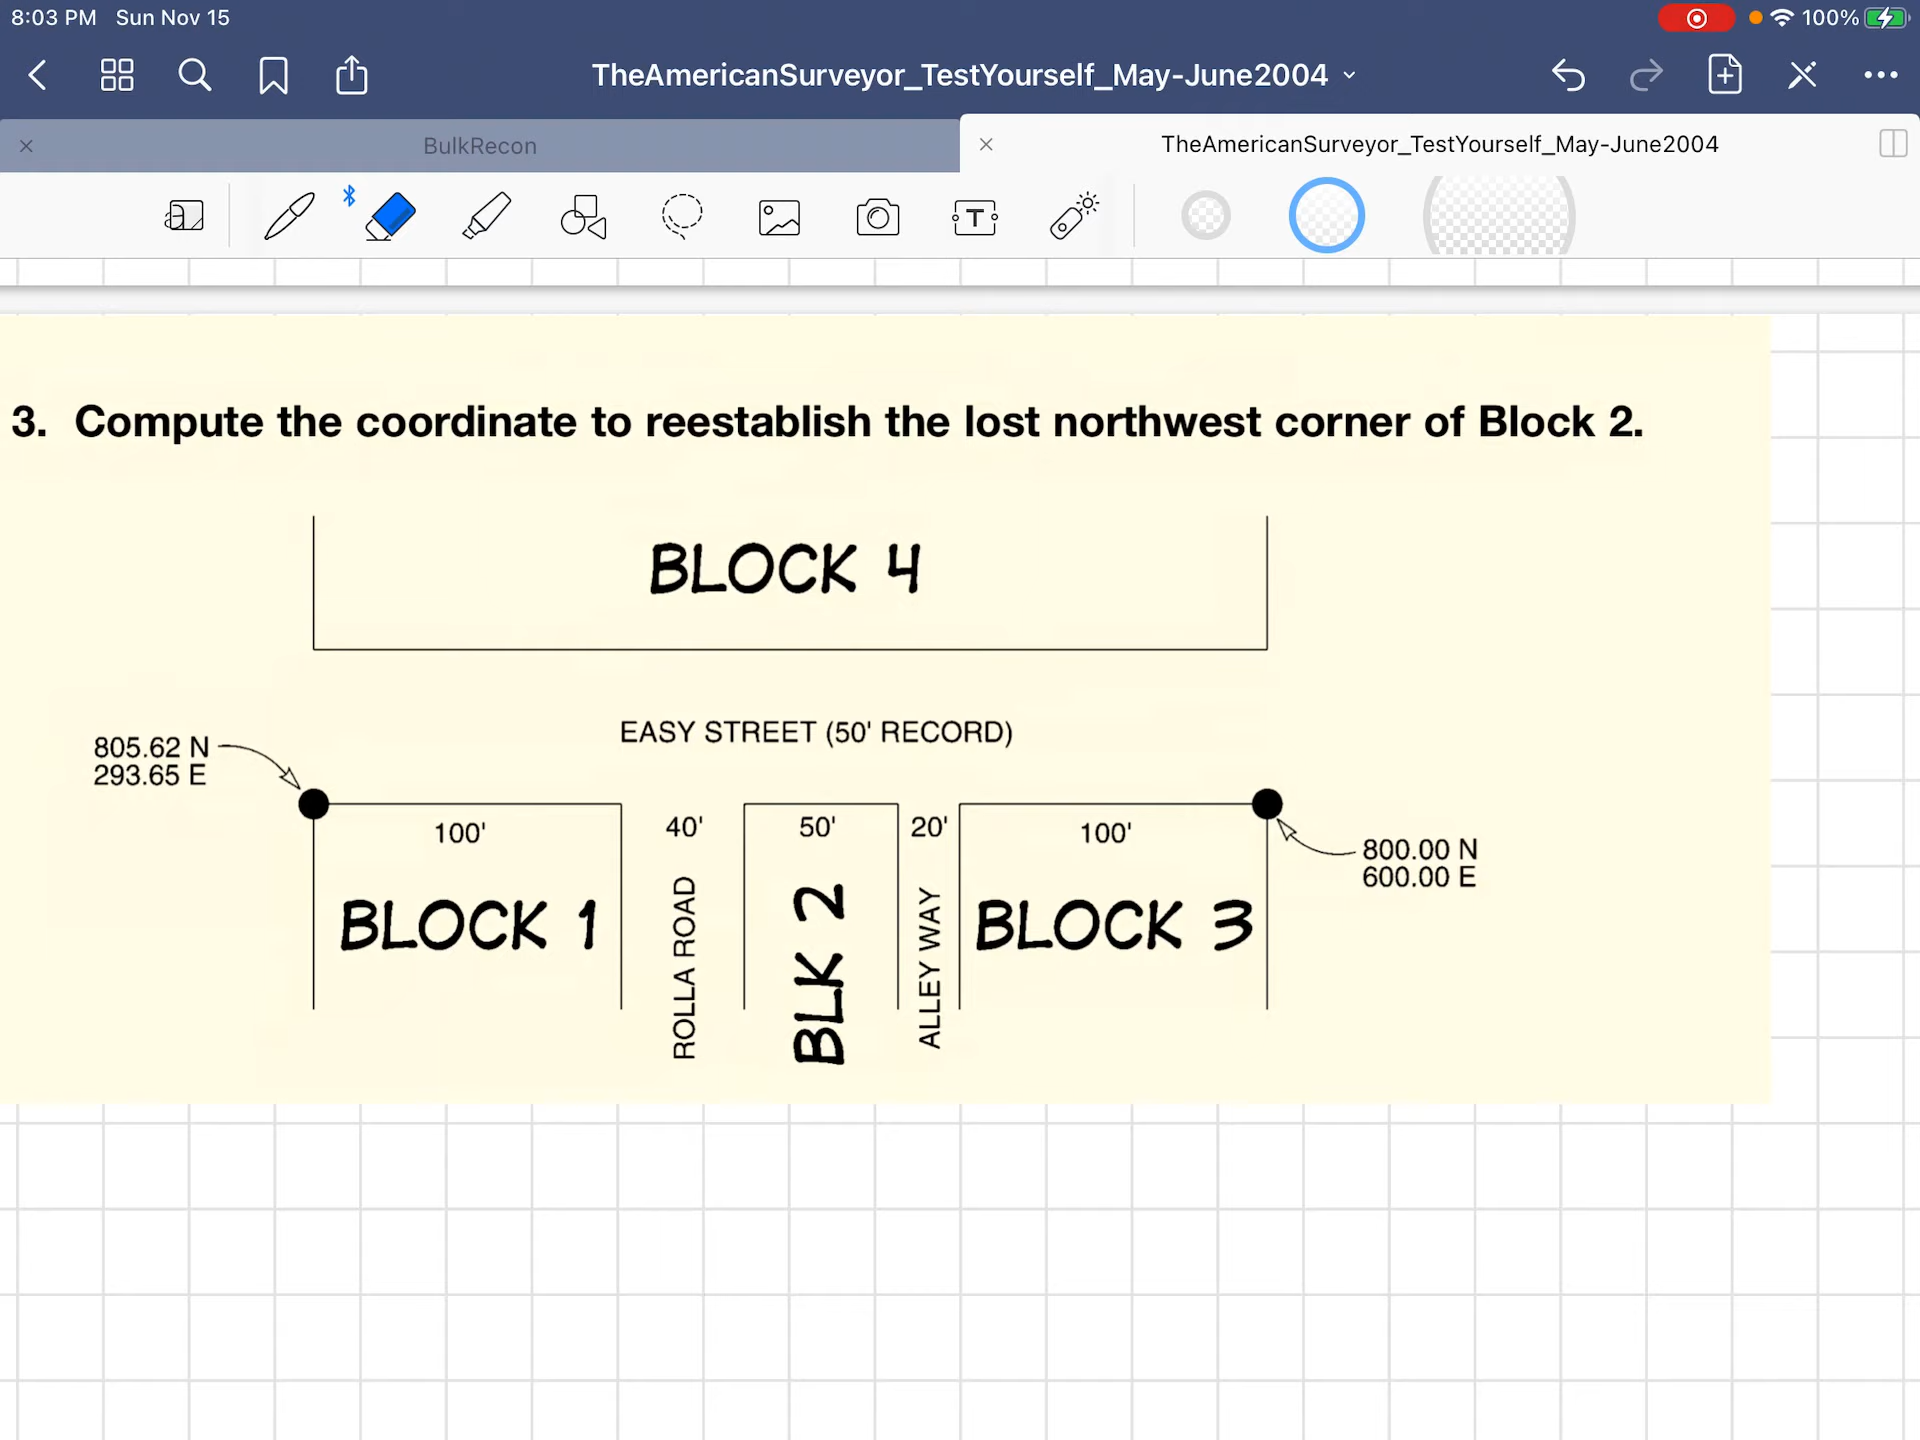 8:03 PM Sun Nov 15
100%
TheAmericanSurveyor_TestYourself_May-June2004
BulkRecon
TheAmericanSurveyor_TestYourself_May-June2004
a
T
3. Compute the coordinate to reestablish the lost northwest corner of Block 2.
BLOCK 4
EASY STREET (50' RECORD)
805.62 N
293.65 E
100'
40'
50'
20'
100'
800.00 N
600.00 E
BLOCK 1
ROLLA ROAD
BLK 2
ALLEY WAY
BLOCK 3